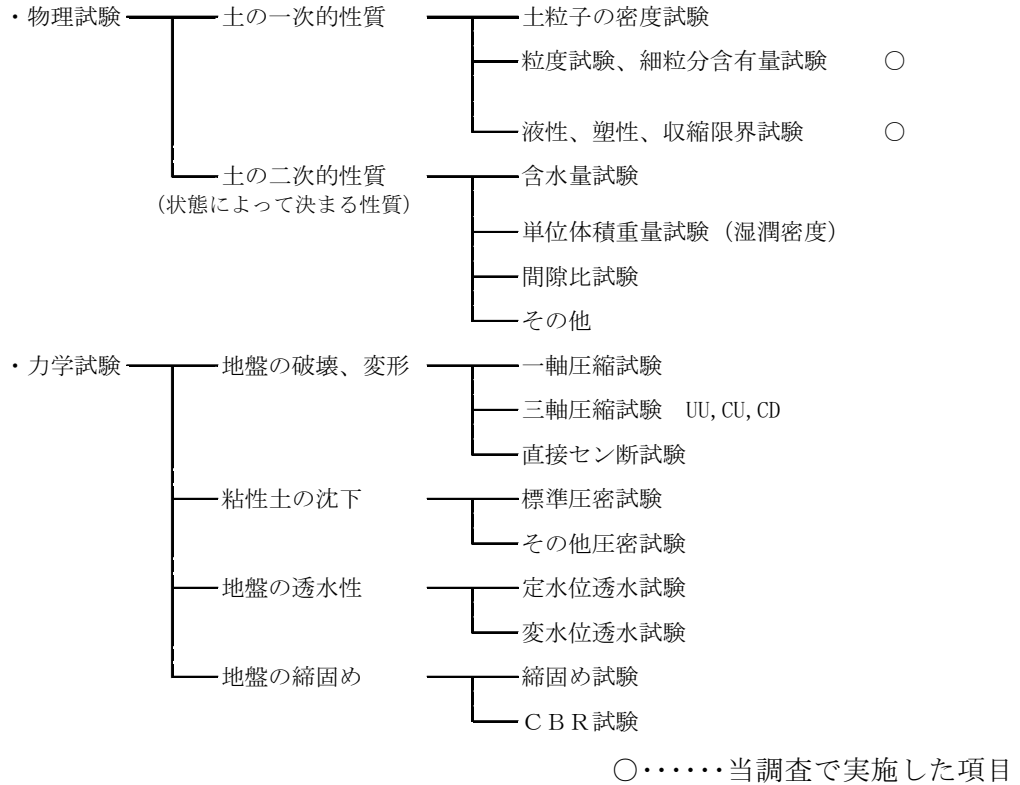 ・物理試験 土の一次的性質 土粒子の密度試験
粒度試験、細粒分含有量試験 ○
液性、塑性、収縮限界試験 ○
土の二次的性質 含水量試験
(状態によって決まる性質)
単位体積重量試験 (湿潤密度)
間隙比試験
その他
・力学試験 地盤の破壊、変形 一軸圧縮試験
三軸圧縮試験 UU,CU,CD
直接セン断試験
粘性土の沈下 標準圧密試験
その他圧密試験
地盤の透水性 定水位透水試験
変水位透水試験
地盤の締固め 締固め試験
ＣＢＲ試験
○・・・・・・当調査で実施した項目